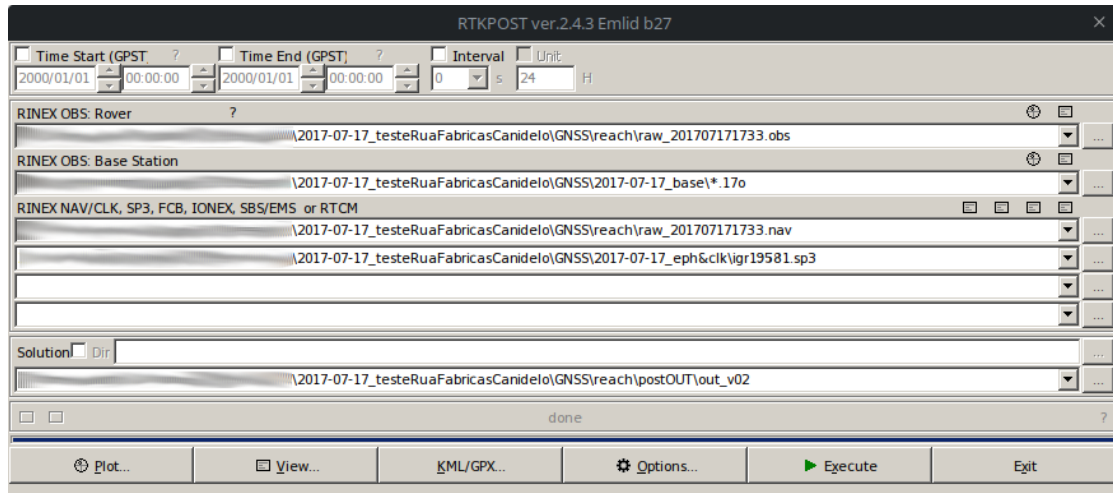 RTKPOST ver.2.4.3 Emlid b27 ×
Time Start (GPST ? Time End (GPST) ? Interval Unit
2000/01/01 00:00:00 2000/01/01 00:00:00 0 s 24 H
RINEX OBS: Rover ?
\2017-07-17_testeRuaFabricasCanidelo\GNSS\reach\raw_201707171733.obs ...
RINEX OBS: Base Station
\2017-07-17_testeRuaFabricasCanidelo\GNSS\2017-07-17_base\*.17o ...
RINEX NAV/CLK, SP3, FCB, IONEX, SBS/EMS or RTCM
\2017-07-17_testeRuaFabricasCanidelo\GNSS\reach\raw_201707171733.nav ...
\2017-07-17_testeRuaFabricasCanidelo\GNSS\2017-07-17_eph&clk\igr19581.sp3 ...
...
...
Solution Dir ...
\2017-07-17_testeRuaFabricasCanidelo\GNSS\reach\postOUT\out_v02 ...
done ?
Plot... View... KML/GPX... Options... Execute Exit